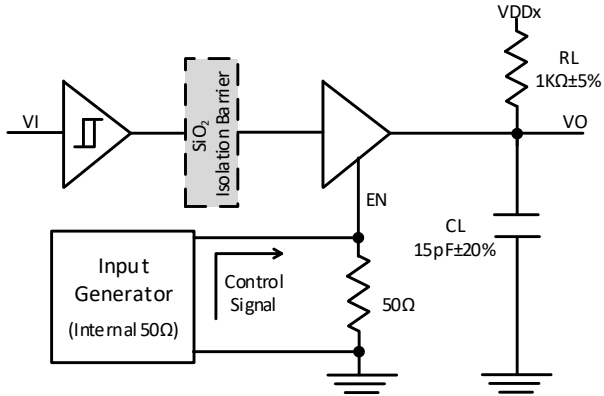 VDDx
RL
1KΩ±5%
VI
SiO₂
Isolation Barrier
VO
EN
CL
15pF±20%
Input
Generator
(Internal 50Ω)
Control
Signal
50Ω